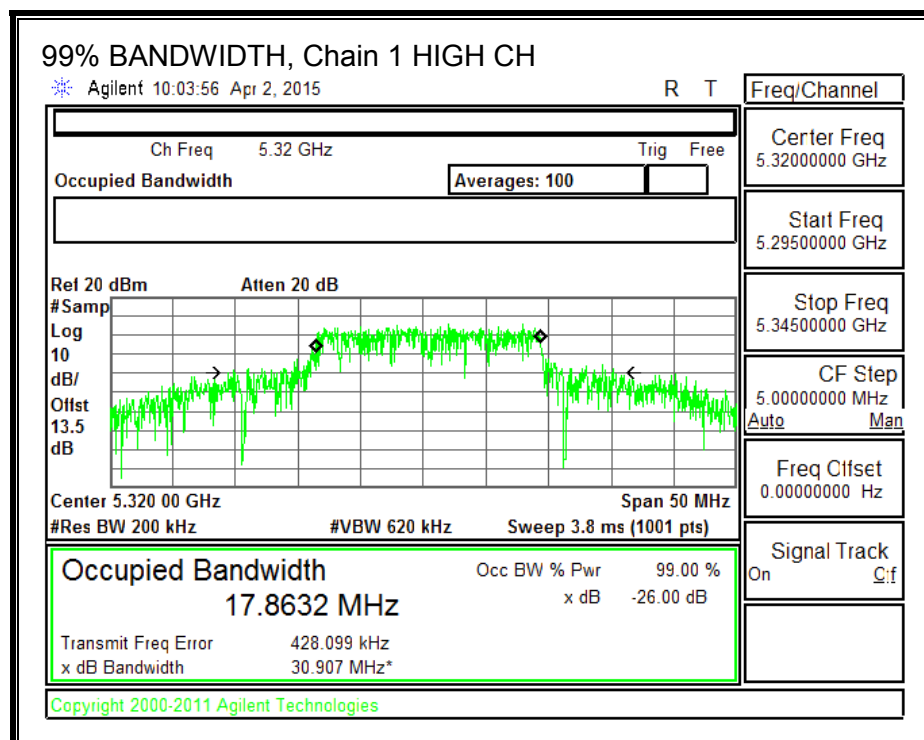 99% BANDWIDTH, Chain 1 HIGH CH
Agilent 10:03:56 Apr 2, 2015 R T
Freq/Channel
Ch Freq 5.32 GHz Trig Free
Occupied Bandwidth Averages: 100
Center Freq
5.32000000 GHz
Start Freq
5.29500000 GHz
Stop Freq
5.34500000 GHz
CF Step
5.00000000 MHz
Auto Man
Freq Offset
0.00000000 Hz
Signal Track
On Off
Ref 20 dBm Atten 20 dB
#Samp
Log
10
dB/
Offst
13.5
dB
Center 5.320 00 GHz Span 50 MHz
#Res BW 200 kHz #VBW 620 kHz Sweep 3.8 ms (1001 pts)
Occupied Bandwidth Occ BW % Pwr 99.00 %
17.8632 MHz x dB -26.00 dB
Transmit Freq Error 428.099 kHz
x dB Bandwidth 30.907 MHz*
Copyright 2000-2011 Agilent Technologies